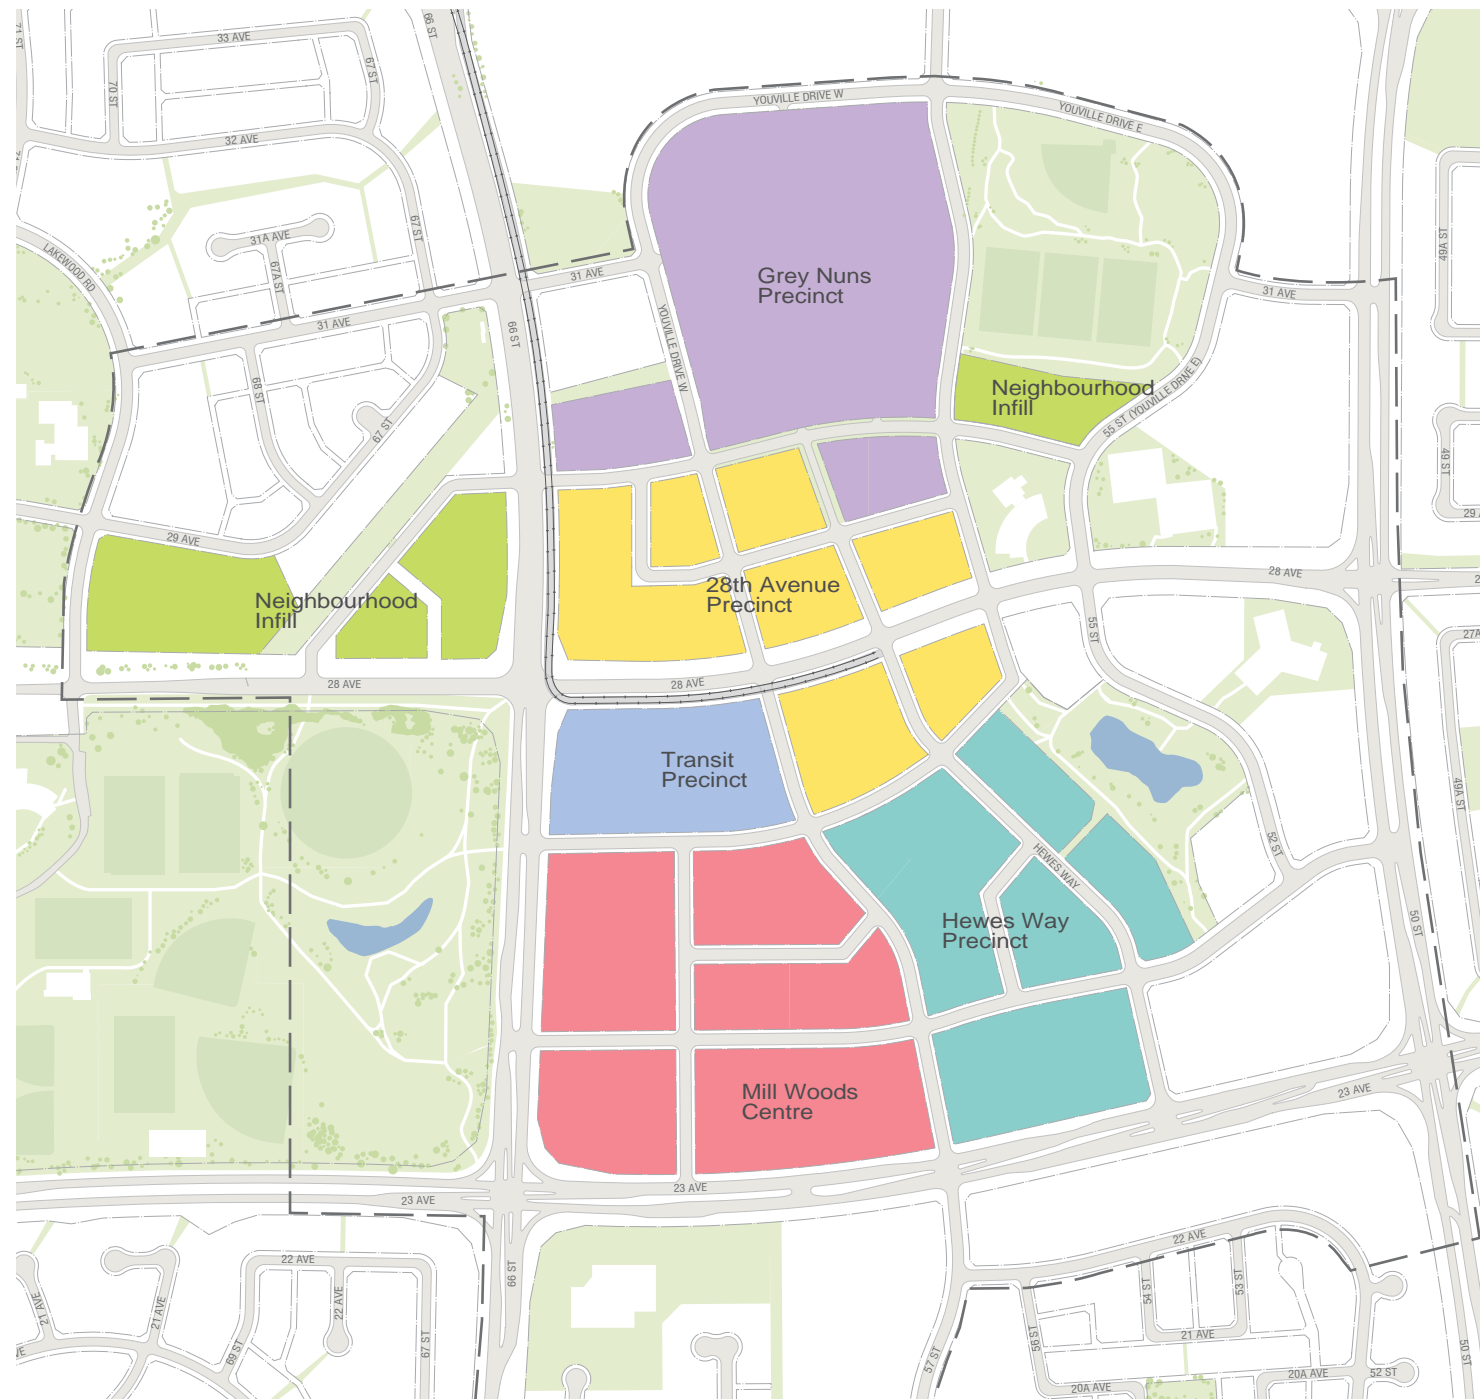 66 ST
71 ST
33 AVE
67 ST
70 ST
YOUVILLE DRIVE W
YOUVILLE DRIVE E
32 AVE
67 ST
31A AVE
67A ST
LAKEWOOD RD
49A ST
31 AVE
Grey Nuns
Precinct
31 AVE
31 AVE
66 ST
YOUVILLE DRIVE W
68 ST
67 ST
Neighbourhood
Infill
55 ST (YOUVILLE DRIVE E)
49 ST
29
29 AVE
28 AVE
28th Avenue
Precinct
Neighbourhood
Infill
55 ST
27A
28 AVE
28 AVE
Transit
Precinct
49A ST
52 ST
HEWES WAY
Hewes Way
Precinct
50 ST
Mill Woods
Centre
23 AVE
23 AVE
23 AVE
22 AVE
22 AVE
66 ST
21 AVE
21 AVE
22 AVE
54 ST
53 ST
69 ST
67 ST
57 ST
56 ST
21 AVE
50 ST
20A AVE
20A AVE
52 ST